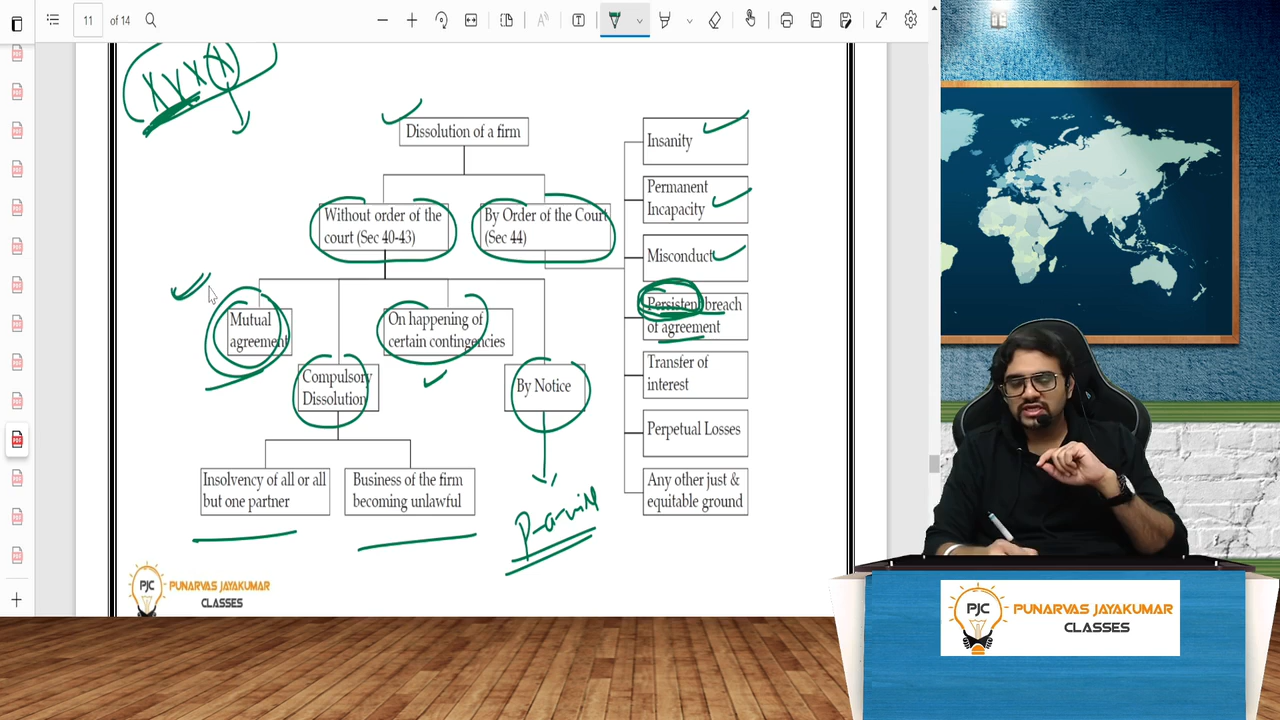 11
of 14
X V X (X)
Dissolution of a firm
Without order of the
court (Sec 40-43)
By Order of the Court
(Sec 44)
Mutual
agreement
On happening of
certain contingencies
Compulsory
Dissolution
By Notice
Insolvency of all or all
but one partner
Business of the firm
becoming unlawful
P-a-will
Insanity
Permanent
Incapacity
Misconduct
Persistent breach
of agreement
Transfer of
interest
Perpetual Losses
Any other just &
equitable ground
PJC
PUNARVAS JAYAKUMAR
CLASSES
PJC
PUNARVAS JAYAKUMAR
CLASSES